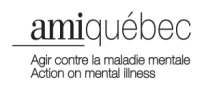 amiquébec
Agir contre la maladie mentale
Action on mental illness